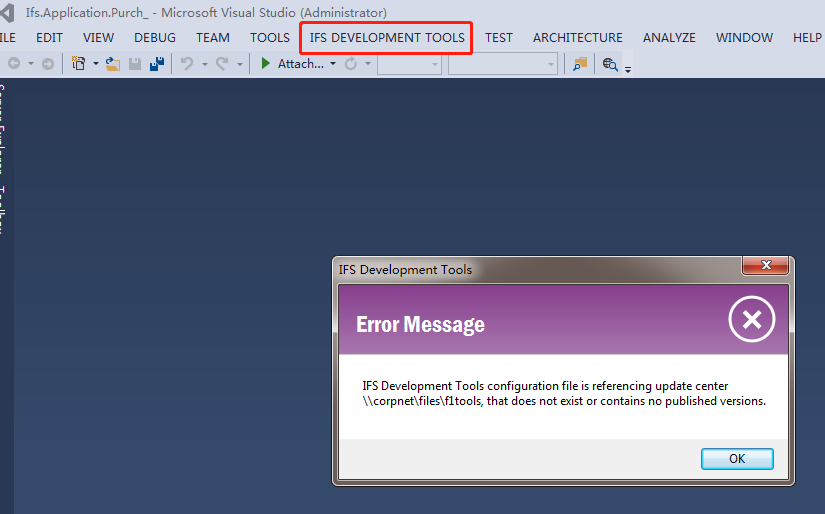 Ifs.Application.Purch_ - Microsoft Visual Studio (Administrator)
ILE EDIT VIEW DEBUG TEAM TOOLS IFS DEVELOPMENT TOOLS TEST ARCHITECTURE ANALYZE WINDOW HELP
Attach...
IFS Development Tools
Error Message
IFS Development Tools configuration file is referencing update center
\\corpnet\files\f1tools, that does not exist or contains no published versions.
OK